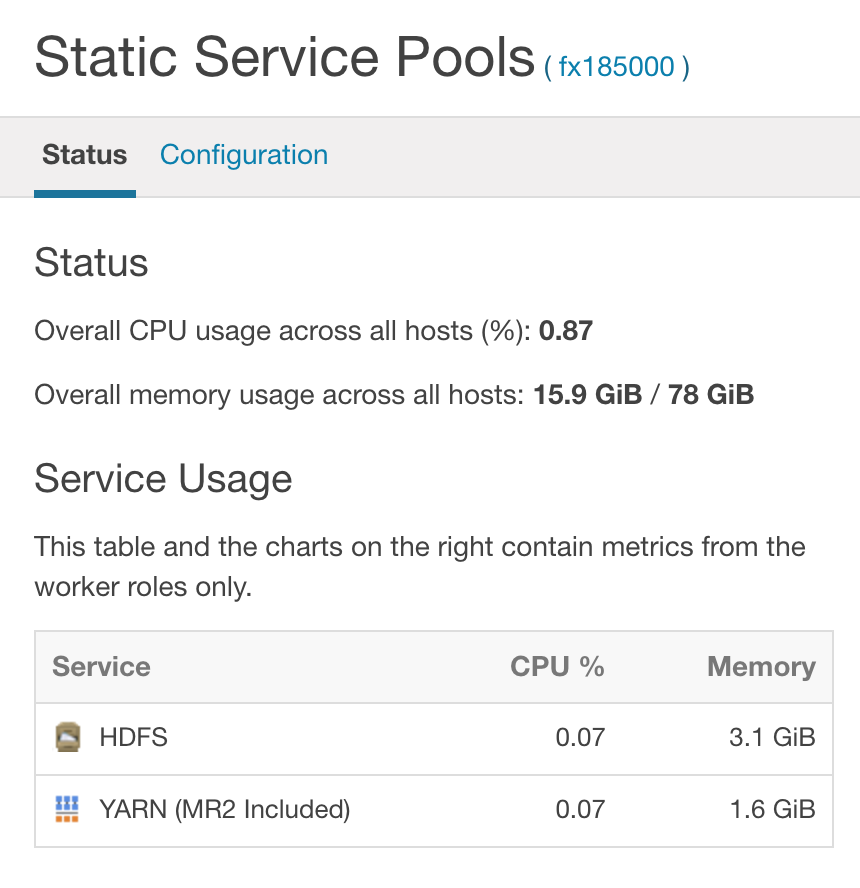 Static Service Pools ( fx185000 )
Status Configuration
Status
Overall CPU usage across all hosts (%): 0.87
Overall memory usage across all hosts: 15.9 GiB / 78 GiB
Service Usage
This table and the charts on the right contain metrics from the
worker roles only.
Service CPU % Memory
HDFS 0.07 3.1 GiB
YARN (MR2 Included) 0.07 1.6 GiB